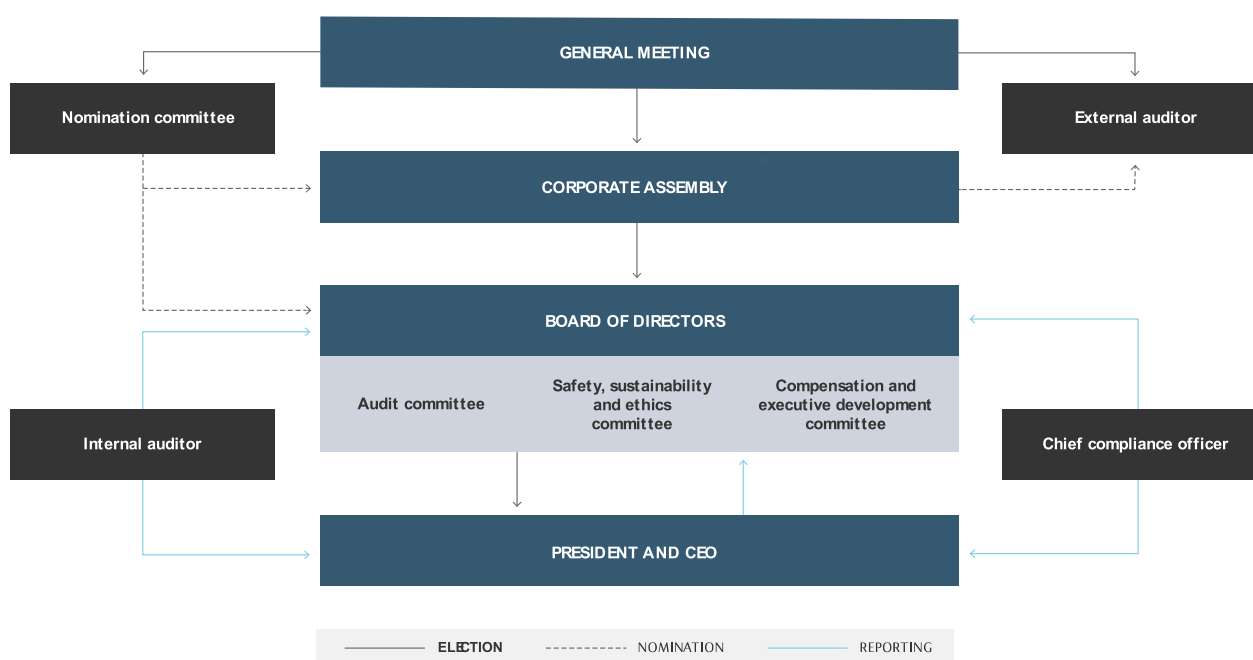 GENERAL MEETING
Nomination committee
External auditor
CORPORATE ASSEMBLY
BOARD OF DIRECTORS
Audit committee
Safety, sustainability
and ethics
committee
Compensation and
executive development
committee
Internal auditor
Chief compliance officer
PRESIDENT AND CEO
ELECTION
NOMINATION
REPORTING